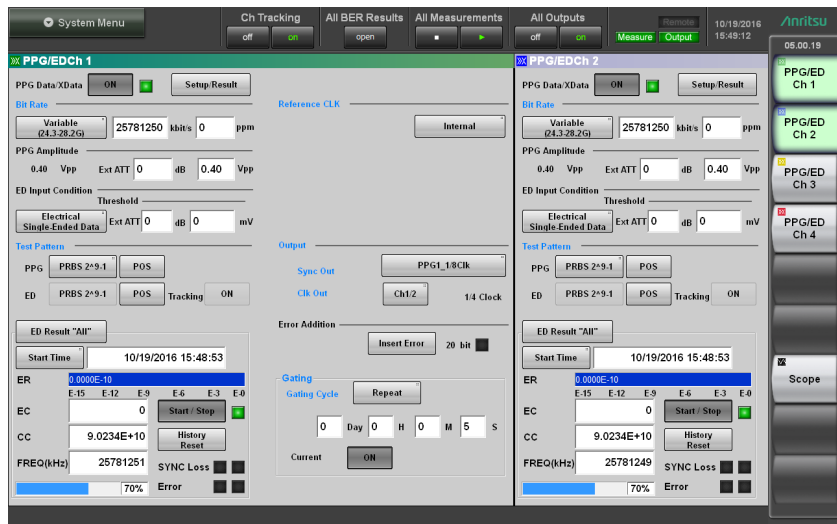 System Menu
Ch Tracking
off on
All BER Results
open
All Measurements
All Outputs
off on
Remote
Measure Output
10/19/2016
15:49:12
Anritsu
05.00.19
PPG/EDCh 1
PPG Data/XData ON Setup/Result
Bit Rate
Variable
(24.3-28.2G)
25781250 kbit/s 0 ppm
PPG Amplitude
0.40 Vpp Ext ATT 0 dB 0.40 Vpp
ED Input Condition
Threshold
Electrical
Single-Ended Data
Ext ATT 0 dB 0 mV
Test Pattern
PPG PRBS 2^9-1 POS
ED PRBS 2^9-1 POS Tracking ON
ED Result "All"
Start Time 10/19/2016 15:48:53
ER 0.0000E-10
E-15 E-12 E-9 E-6 E-3 E-0
EC 0 Start / Stop
CC 9.0234E+10 History
Reset
FREQ(kHz) 25781251 SYNC Loss
70% Error
Reference CLK
Internal
Output
Sync Out PPG1_1/8Clk
Clk Out Ch1/2 1/4 Clock
Error Addition
Insert Error 20 bit
Gating
Gating Cycle Repeat
0 Day 0 H 0 M 5 S
Current ON
PPG/EDCh 2
PPG Data/XData ON Setup/Result
Bit Rate
Variable
(24.3-28.2G)
25781250 kbit/s 0 ppm
PPG Amplitude
0.40 Vpp Ext ATT 0 dB 0.40 Vpp
ED Input Condition
Threshold
Electrical
Single-Ended Data
Ext ATT 0 dB 0 mV
Test Pattern
PPG PRBS 2^9-1 POS
ED PRBS 2^9-1 POS Tracking ON
ED Result "All"
Start Time 10/19/2016 15:48:53
ER 0.0000E-10
E-15 E-12 E-9 E-6 E-3 E-0
EC 0 Start / Stop
CC 9.0234E+10 History
Reset
FREQ(kHz) 25781249 SYNC Loss
70% Error
PPG/ED
Ch 1
PPG/ED
Ch 2
PPG/ED
Ch 3
PPG/ED
Ch 4
Scope